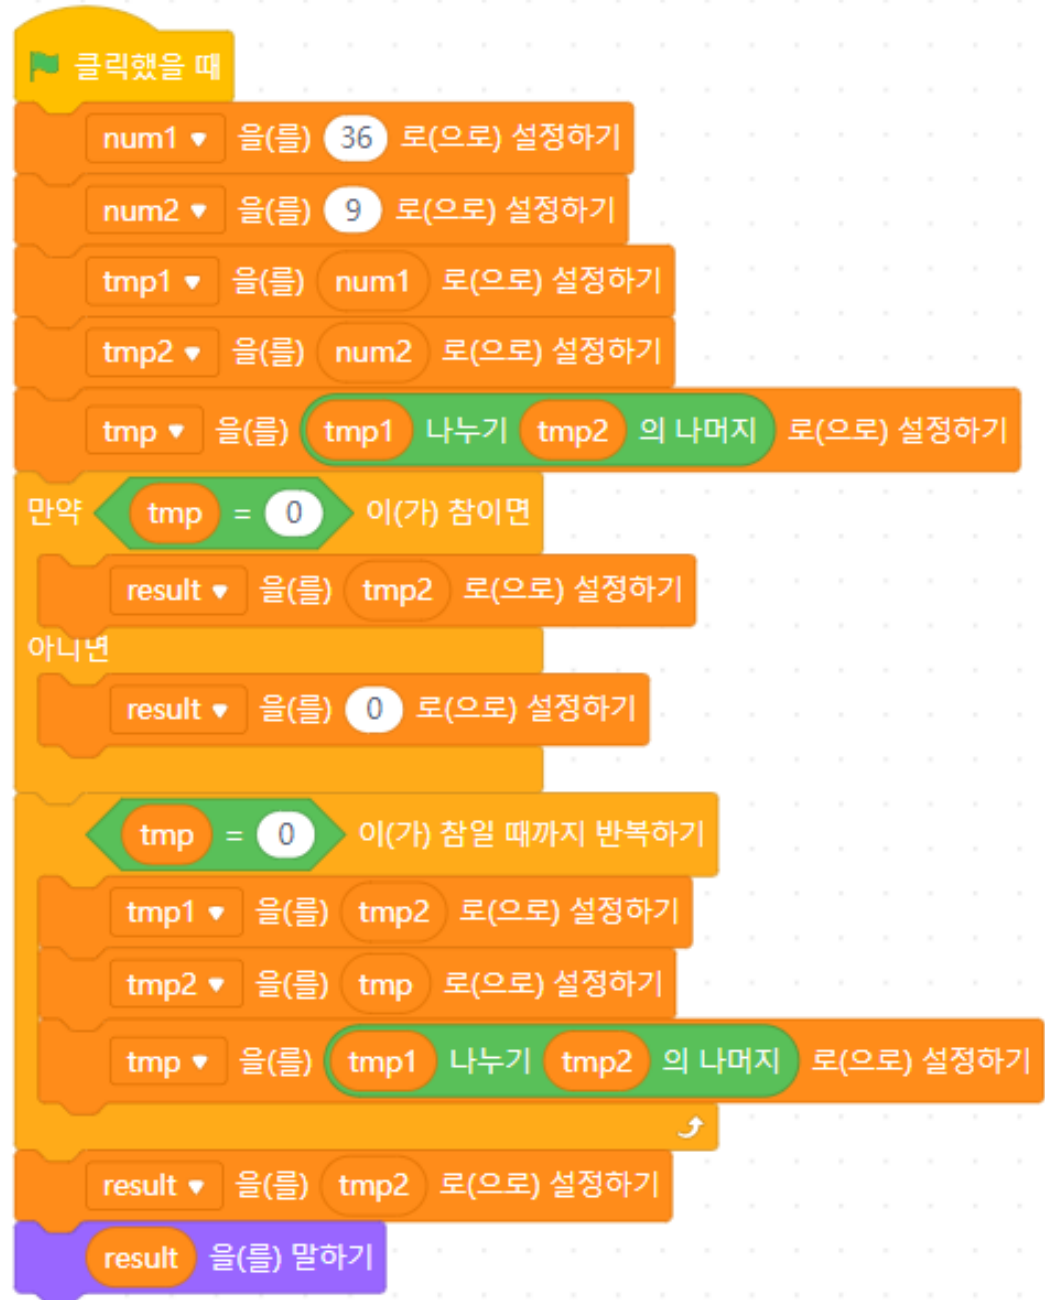 클릭했을 때
num1 을(를) 36 로(으로) 설정하기
num2 을(를) 9 로(으로) 설정하기
tmp1 을(를) num1 로(으로) 설정하기
tmp2 을(를) num2 로(으로) 설정하기
tmp 을(를) tmp1 나누기 tmp2 의 나머지 로(으로) 설정하기
만약 tmp = 0 이(가) 참이면
result 을(를) tmp2 로(으로) 설정하기
아니면
result 을(를) 0 로(으로) 설정하기
tmp = 0 이(가) 참일 때까지 반복하기
tmp1 을(를) tmp2 로(으로) 설정하기
tmp2 을(를) tmp 로(으로) 설정하기
tmp 을(를) tmp1 나누기 tmp2 의 나머지 로(으로) 설정하기
result 을(를) tmp2 로(으로) 설정하기
result 을(를) 말하기